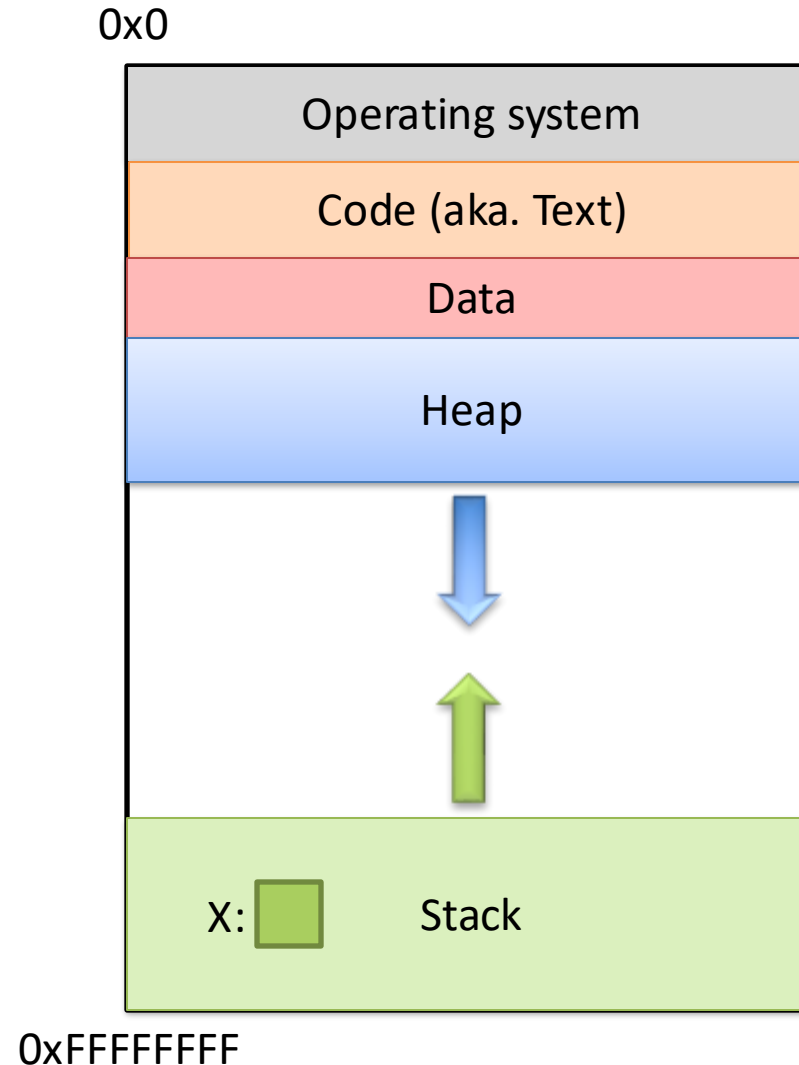 0x0
Operating system
Code (aka. Text)
Data
Heap
X: Stack
0xFFFFFFFF